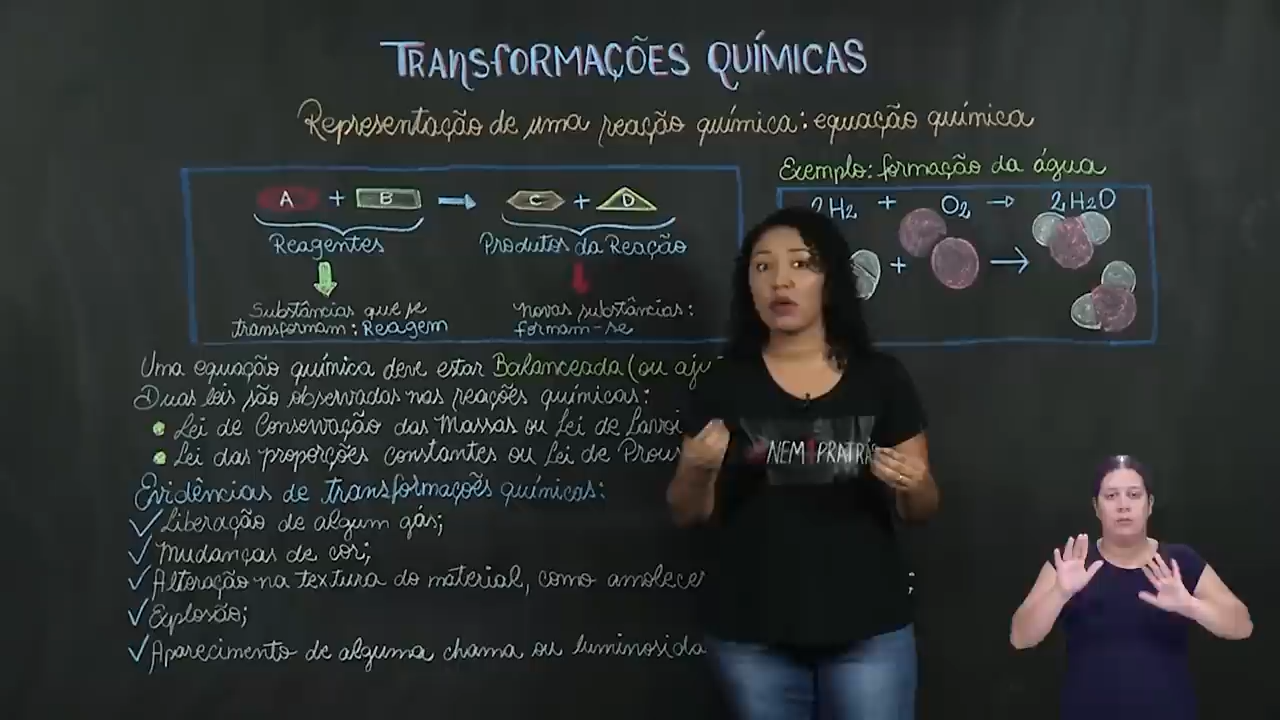 TRANSFORMAÇÕES QUÍMICAS
Representação de uma reação química: equação química
Exemplo: formação da água
A + B → C + D
Reagentes
Produtos da Reação
Substâncias que se
transformam: Reagem
novas substâncias:
formam-se
2H2 + O2 → 2H2O
+ →
Uma equação química deve estar Balanceada (ou
Duas leis são observadas nas reações químicas:
Lei de Conservação das Massas ou Lei de
Lei das proporções constantes ou Lei de
Evidências de transformações químicas:
✓ Liberação de algum gás;
✓ Mudanças de cor;
✓ Alteração na textura do material, como amolecer ;
✓ Explosão;
✓ Aparecimento de alguma chama ou
NEM 1 PRATRÁS